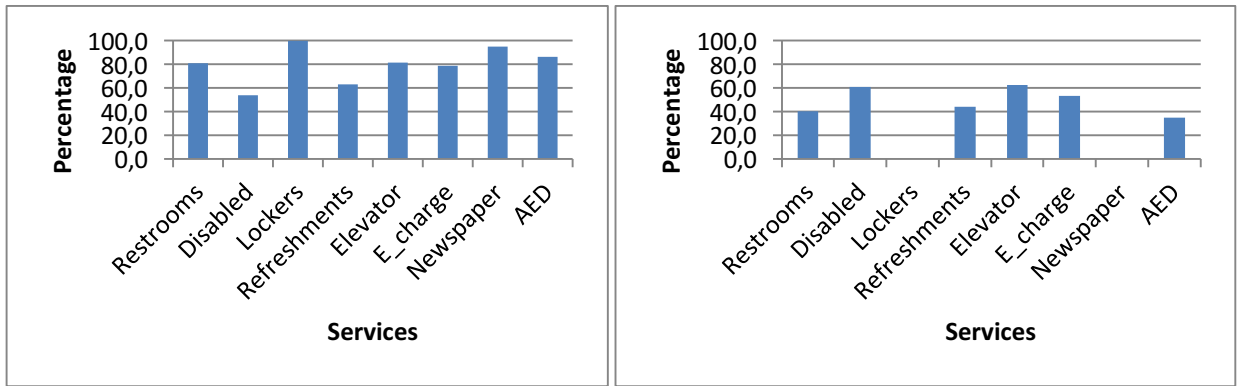 Percentage
100,0
80,0
60,0
40,0
20,0
0,0
Restrooms
Disabled
Lockers
Refreshments
Elevator
E_charge
Newspaper
AED
Services
Percentage
100,0
80,0
60,0
40,0
20,0
0,0
Restrooms
Disabled
Lockers
Refreshments
Elevator
E_charge
Newspaper
AED
Services